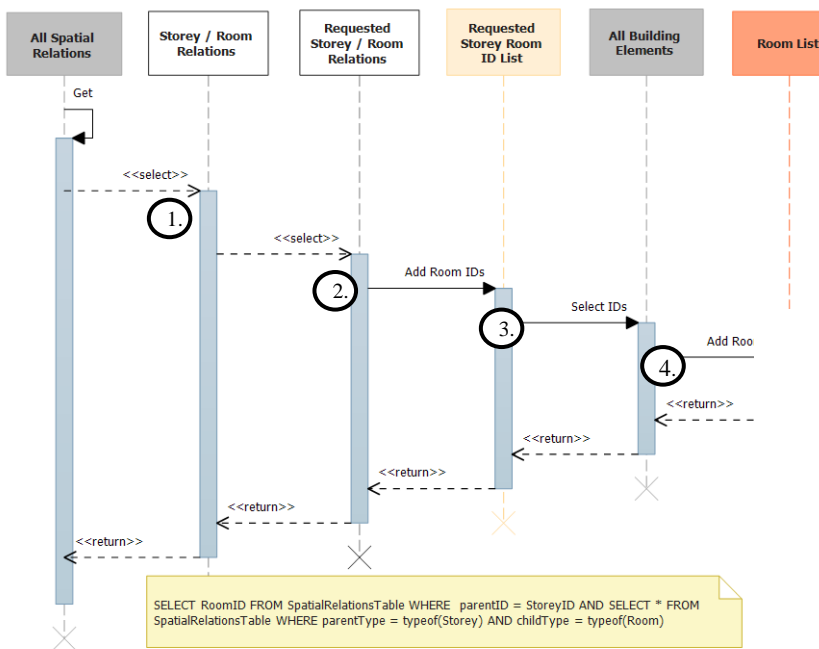 All Spatial
Relations
Storey / Room
Relations
Requested
Storey / Room
Relations
Requested
Storey Room
ID List
All Building
Elements
Room List
Get
<<select>>
1.
<<select>>
2.
Add Room IDs
3.
Select IDs
4.
Add Roo
<<return>>
<<return>>
<<return>>
<<return>>
<<return>>
SELECT RoomID FROM SpatialRelationsTable WHERE parentID = StoreyID AND SELECT * FROM
SpatialRelationsTable WHERE parentType = typeof(Storey) AND childType = typeof(Room)